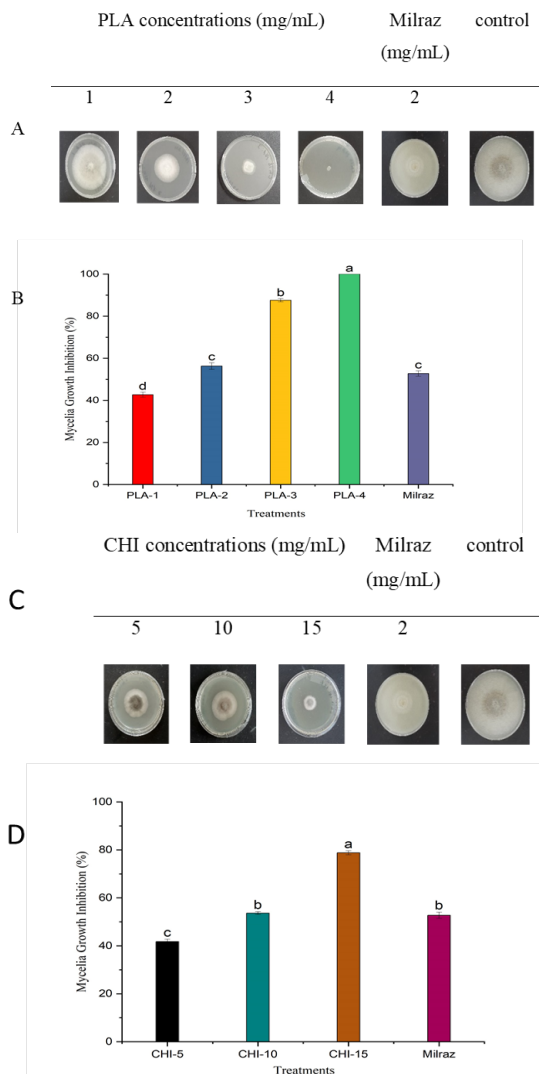 PLA concentrations (mg/mL) Milraz control
(mg/mL)
1 2 3 4 2
A
B
100
80
60
40
20
0
Mycelia Growth Inhibition (%)
d c b a c
PLA-1 PLA-2 PLA-3 PLA-4 Milraz
Treatments
CHI concentrations (mg/mL) Milraz control
(mg/mL)
C
5 10 15 2
D
80
60
40
20
0
Mycelia Growth Inhibition (%)
c b a b
CHI-5 CHI-10 CHI-15 Milraz
Treatments